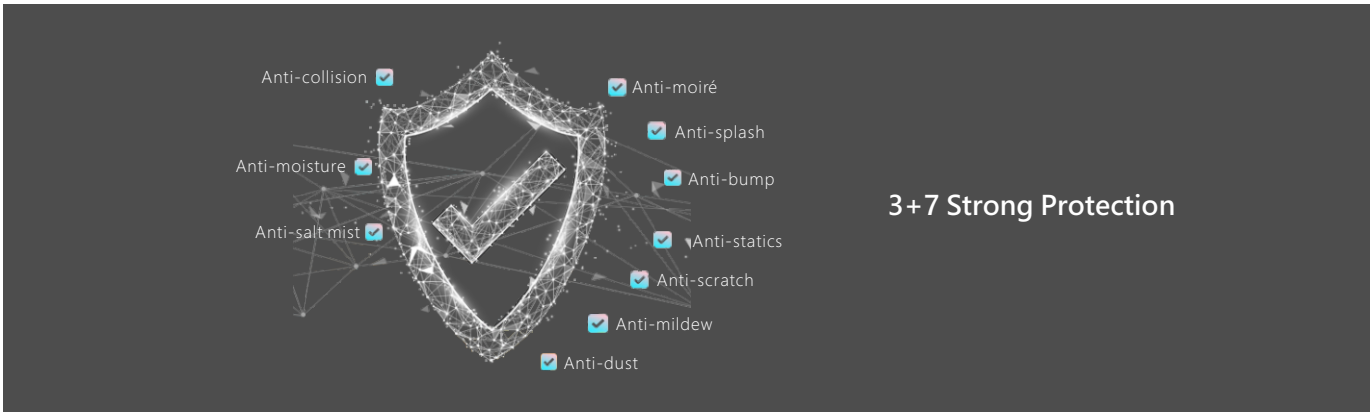 Anti-collision
Anti-moisture
Anti-salt mist
Anti-moiré
Anti-splash
Anti-bump
Anti-statics
Anti-scratch
Anti-mildew
Anti-dust
3+7 Strong Protection